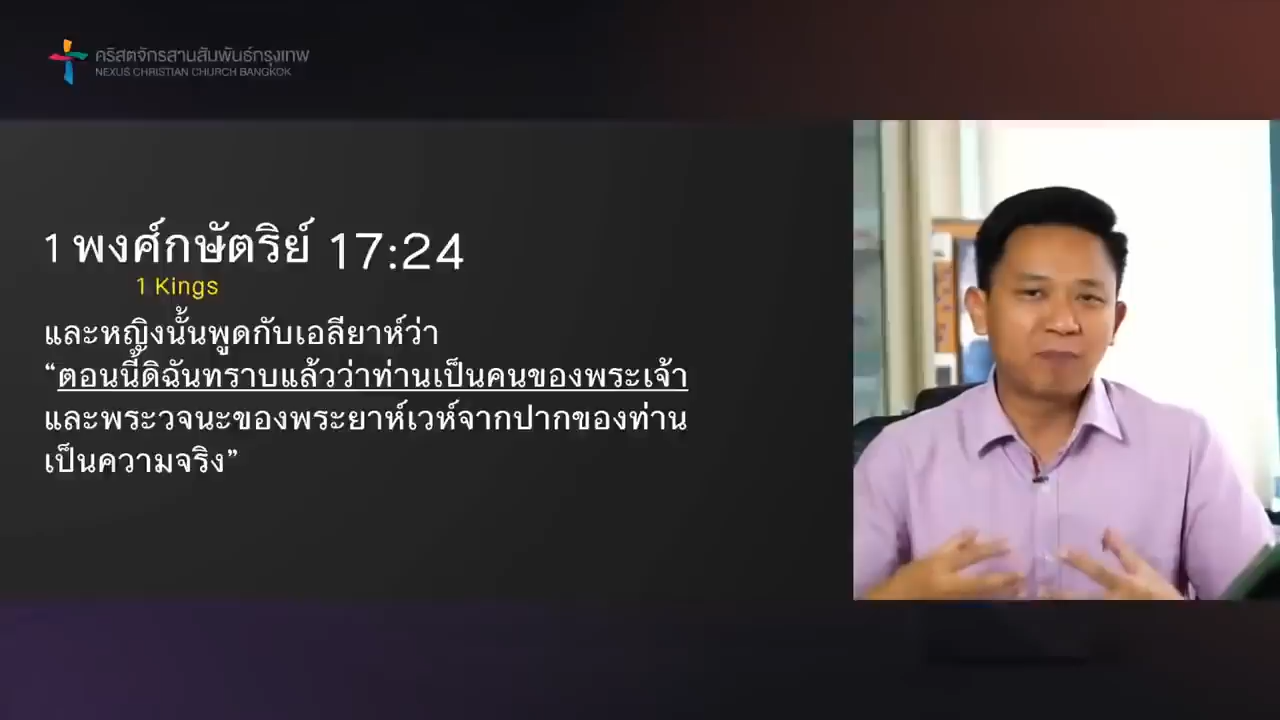 คริสตจักรสานสัมพันธ์กรุงเทพ
NEXUS CHRISTIAN CHURCH BANGKOK
1 พงศ์กษัตริย์ 17:24
1 Kings
และหญิงนั้นพูดกับเอลียาห์ว่า
“ตอนนี้ดิฉันทราบแล้วว่าท่านเป็นคนของพระเจ้า
และพระวจนะของพระยาห์เวห์จากปากของท่าน
เป็นความจริง”